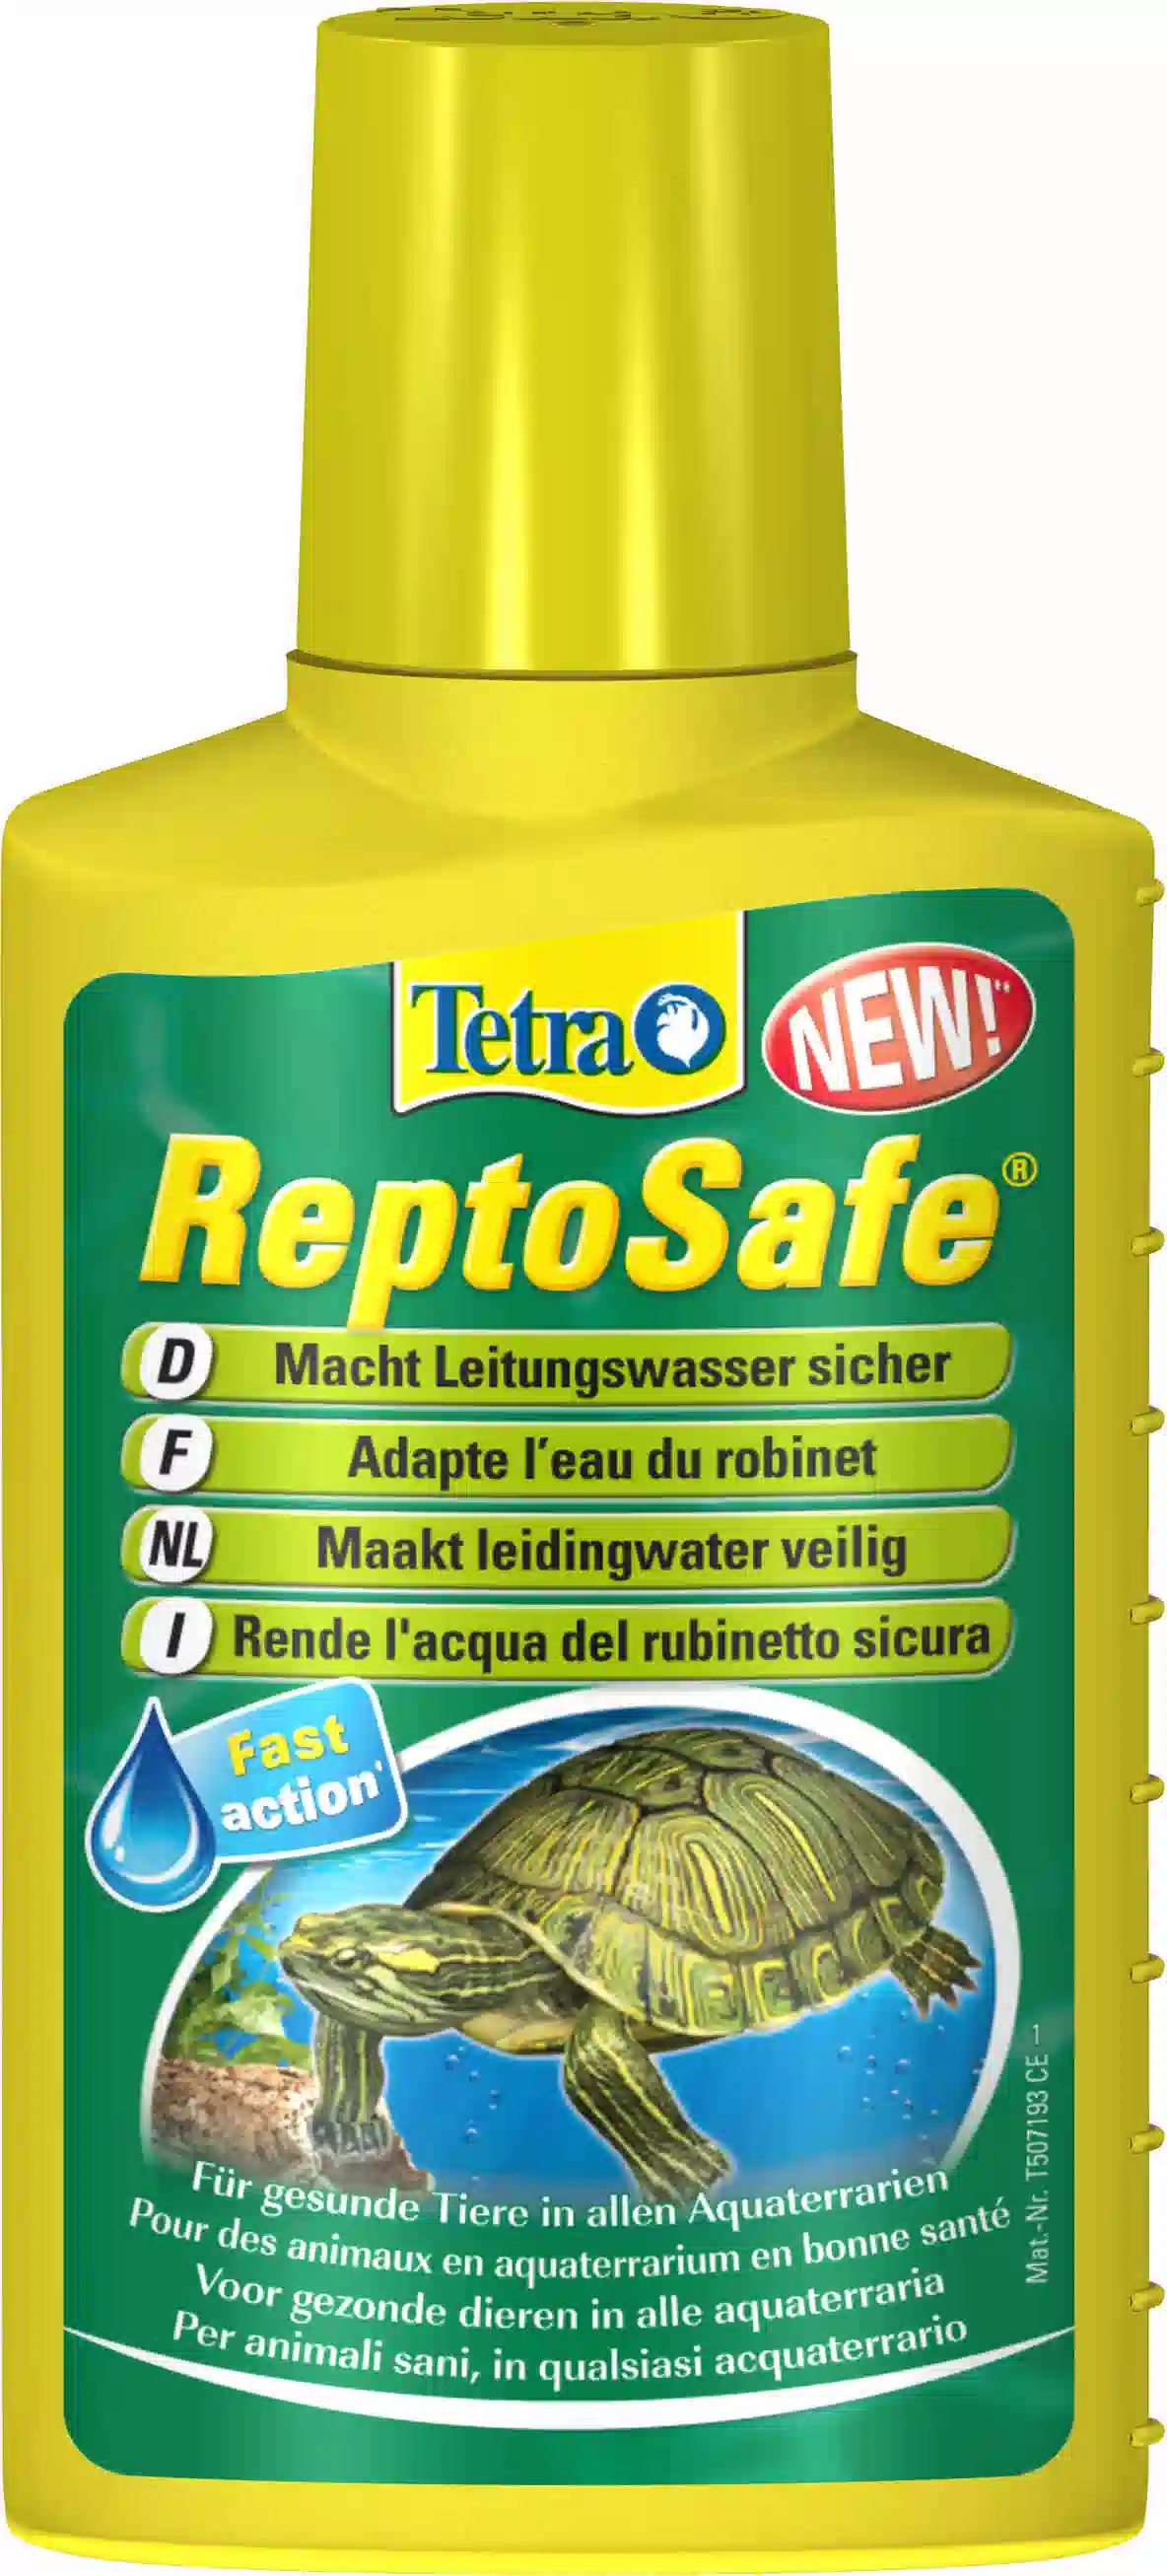 Tetra
NEW!**
ReptoSafe®
D Macht Leitungswasser sicher
F Adapte l'eau du robinet
NL Maakt leidingwater veilig
I Rende l'acqua del rubinetto sicura
Fast
action*
Für gesunde Tiere in allen Aquaterrarien
Pour des animaux en aquaterrarium en bonne santé
Voor gezonde dieren in alle aquaterraria
Per animali sani, in qualsiasi acquaterrario
Mat.-Nr. T507193 CE - 1